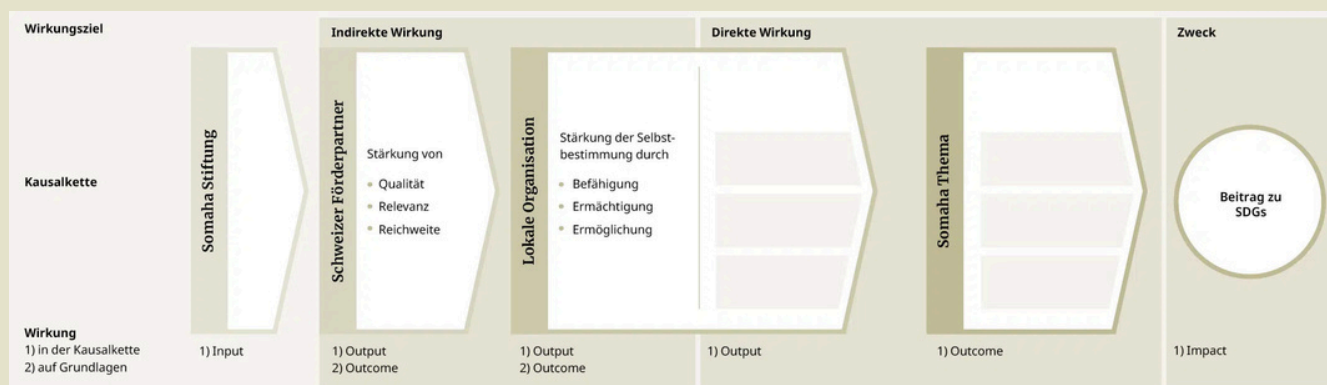 Wirkungsziel
Indirekte Wirkung
Direkte Wirkung
Zweck
Kausalkette
Somaha Stiftung
Schweizer Förderpartner
Stärkung von
Qualität
Relevanz
Reichweite
Lokale Organisation
Stärkung der Selbst-
bestimmung durch
Befähigung
Ermächtigung
Ermöglichung
Somaha Thema
Beitrag zu
SDGs
Wirkung
1) in der Kausalkette
2) auf Grundlagen
1) Input
1) Output
2) Outcome
1) Output
2) Outcome
1) Output
1) Outcome
1) Impact